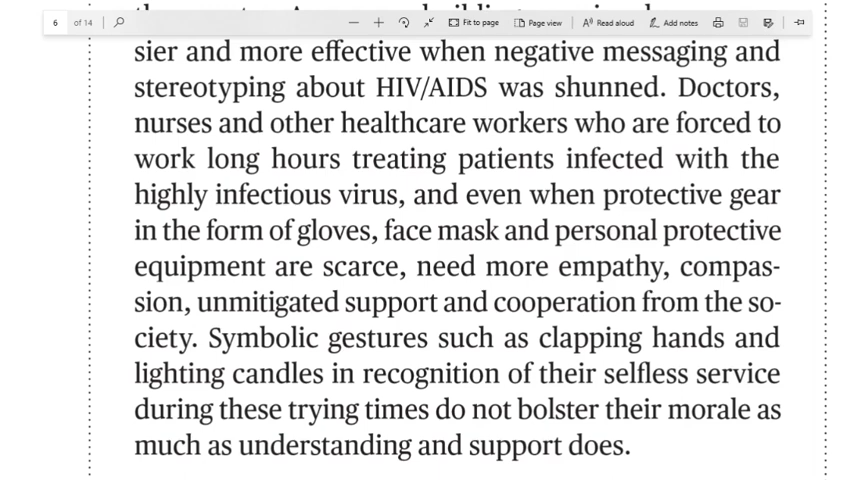 6 of 14 Fit to page Page view Read aloud Add notes
sier and more effective when negative messaging and
stereotyping about HIV/AIDS was shunned. Doctors,
nurses and other healthcare workers who are forced to
work long hours treating patients infected with the
highly infectious virus, and even when protective gear
in the form of gloves, face mask and personal protective
equipment are scarce, need more empathy, compas-
sion, unmitigated support and cooperation from the so-
ciety. Symbolic gestures such as clapping hands and
lighting candles in recognition of their selfless service
during these trying times do not bolster their morale as
much as understanding and support does.